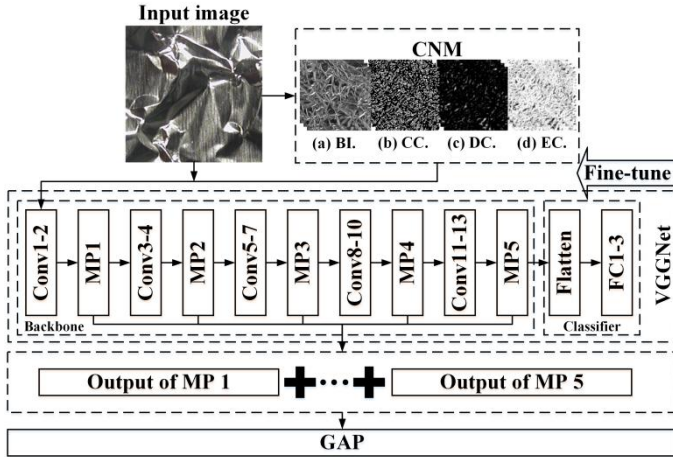 Input image
CNM
(a) BI. (b) CC. (c) DC. (d) EC.
Fine-tune
Conv1-2
MP1
Conv3-4
MP2
Conv5-7
MP3
Conv8-10
MP4
Conv11-13
MP5
Flatten
FC1-3
VGGNet
Backbone
Classifier
Output of MP 1 + ··· + Output of MP 5
GAP